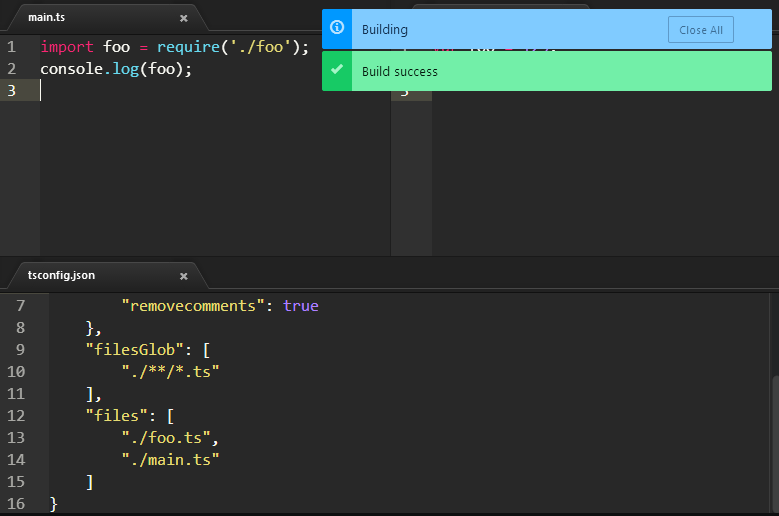 main.ts
1 import foo = require('./foo');
2 console.log(foo);
3
Building
Close All
Build success
3
tsconfig.json
7 "removecomments": true
8 },
9 "filesGlob": [
10 "./**/*.ts"
11 ],
12 "files": [
13 "./foo.ts",
14 "./main.ts"
15 ]
16 }